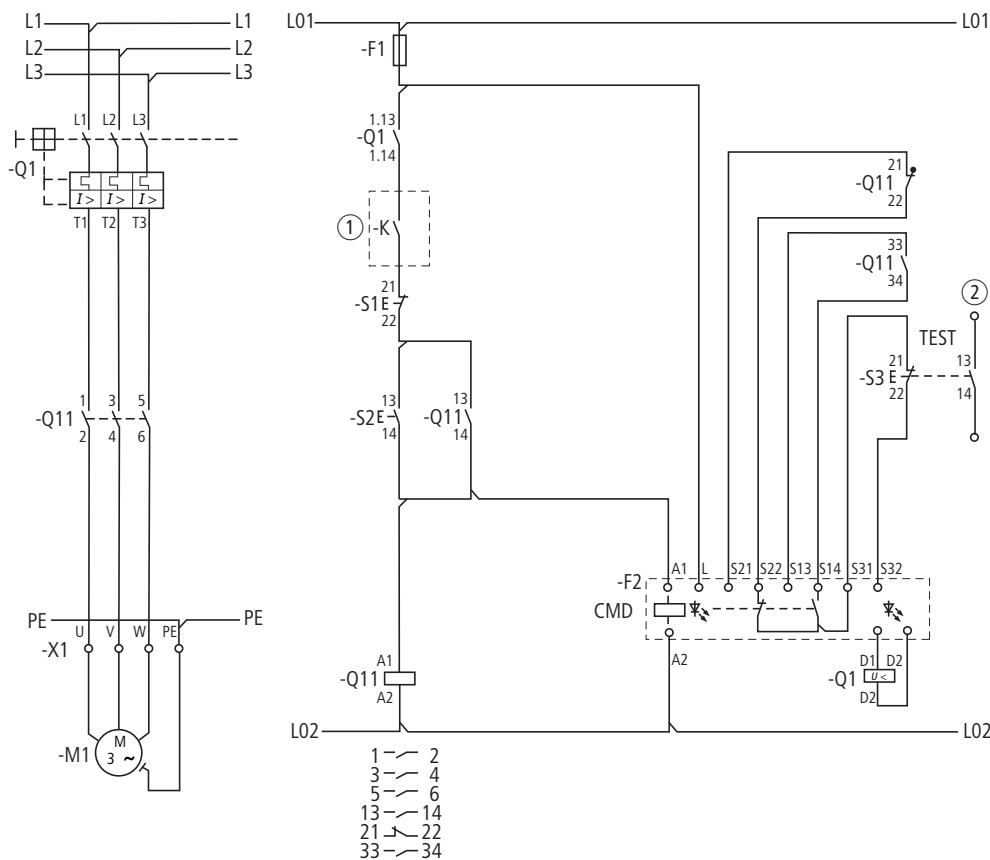 L1 L1
L2 L2
L3 L3
L1 L2 L3
-Q1
I > I > I >
T1 T2 T3
1 3 5
-Q11
2 4 6
PE PE
U V W PE
-X1
-M1
M
3 ~
L01 L01
-F1
1.13
-Q1
1.14
1 -K
21
-S1 E
22
13 13
-S2 E -Q11
14 14
A1
-Q11
A2
L02 L02
1 2
3 4
5 6
13 14
21 22
33 34
21
-Q11
22
33
-Q11
34
2
TEST
21 13
-S3 E
22 14
A1 L S21 S22 S13 S14 S31 S32
-F2
CMD
A2
D1 D2
-Q1 U <
D2